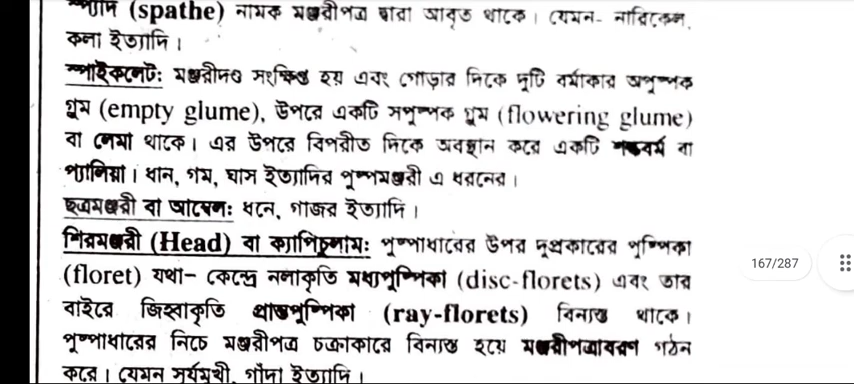 স্প্যাদি (spathe) নামক মঞ্জরীপত্র দ্বারা আবৃত থাকে। যেমন- নারিকেল,
কলা ইত্যাদি।
স্পাইকলেট: মঞ্জরীদণ্ড সংক্ষিপ্ত হয় এবং গোড়ার দিকে দুটি বর্মাকার অপুষ্পক
গ্লুম (empty glume), উপরে একটি সপুষ্পক গ্লুম (flowering glume)
বা লেমা থাকে। এর উপরে বিপরীত দিকে অবস্থান করে একটি শল্কবর্ম বা
প্যালিয়া। ধান, গম, ঘাস ইত্যাদির পুষ্পমঞ্জরী এ ধরনের।
ছত্রমঞ্জরী বা আম্বেল: ধনে, গাজর ইত্যাদি।
শিরমঞ্জরী (Head) বা ক্যাপিচুলাম: পুষ্পাধারের উপর দুপ্রকারের পুষ্পিকা
(floret) যথা– কেন্দ্রে নলাকৃতি মধ্যপুষ্পিকা (disc-florets) এবং তার
বাইরে জিহ্বাকৃতি প্রান্তপুষ্পিকা (ray-florets) বিন্যস্ত থাকে।
পুষ্পাধারের নিচে মঞ্জরীপত্র চক্রাকারে বিন্যস্ত হয়ে মঞ্জরীপত্রাবরণ গঠন
করে। যেমন সূর্যমুখী, গাঁদা ইত্যাদি।
167/287